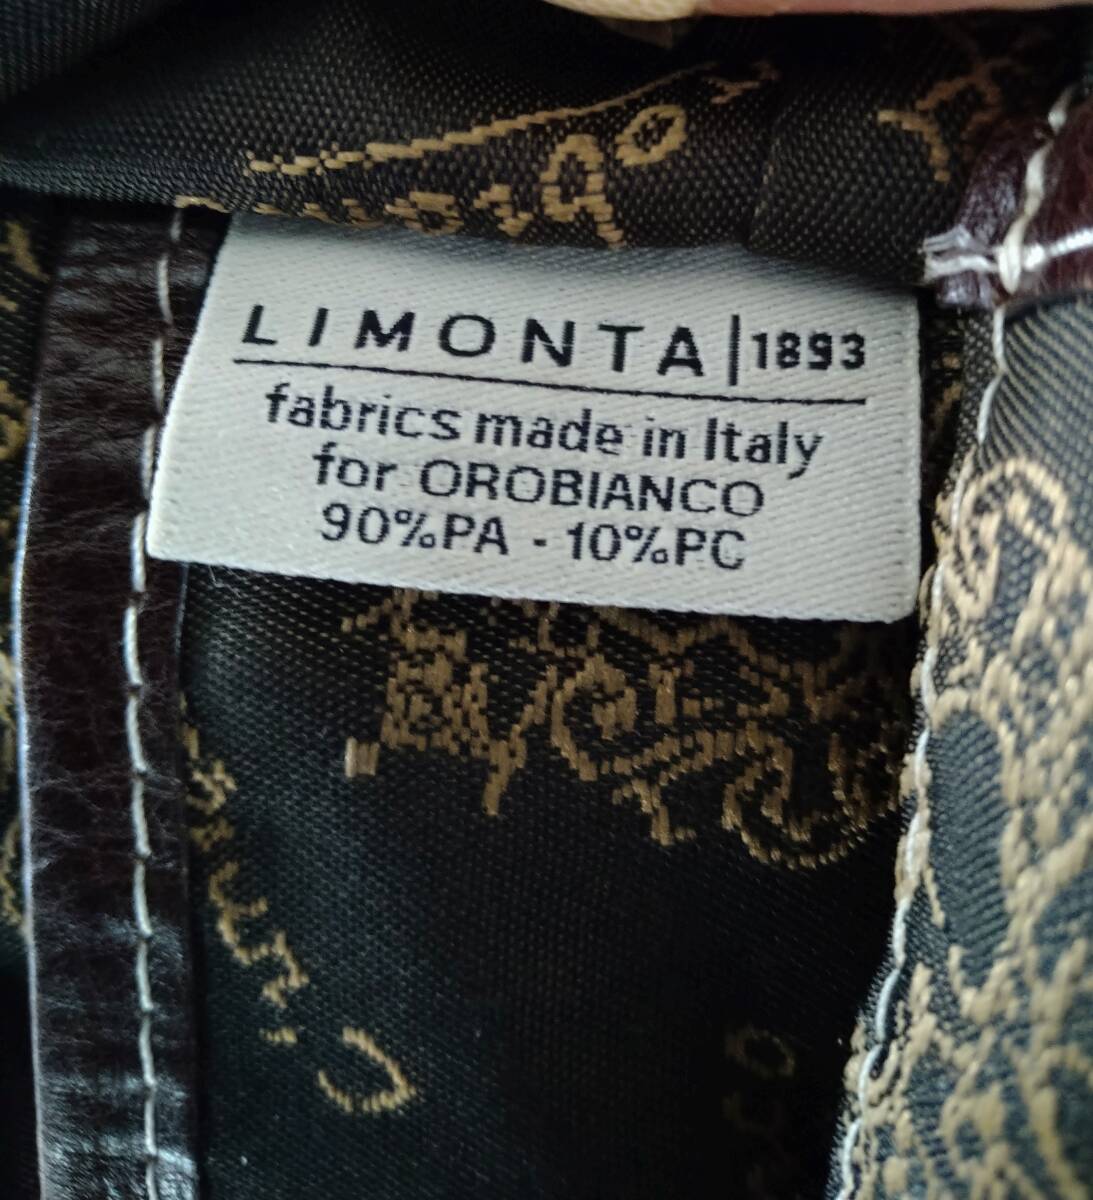 LIMONTA|1893
fabrics made in Italy
for OROBIANCO
90%PA - 10%PC